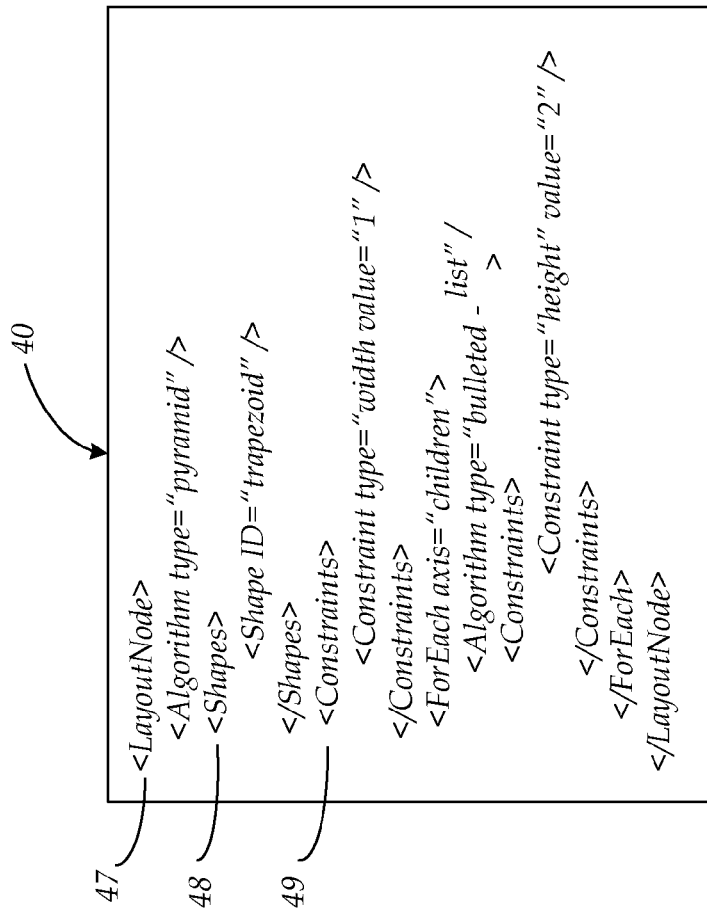 40
47
<LayoutNode>
<Algorithm type="pyramid" />
48
<Shapes>
<Shape ID="trapezoid" />
</Shapes>
49
<Constraints>
<Constraint type="width value="1" />
</Constraints>
<ForEach axis="children">
<Algorithm type="bulleted - list" /
>
<Constraints>
<Constraint type="height" value="2" />
</Constraints>
</ForEach>
</LayoutNode>